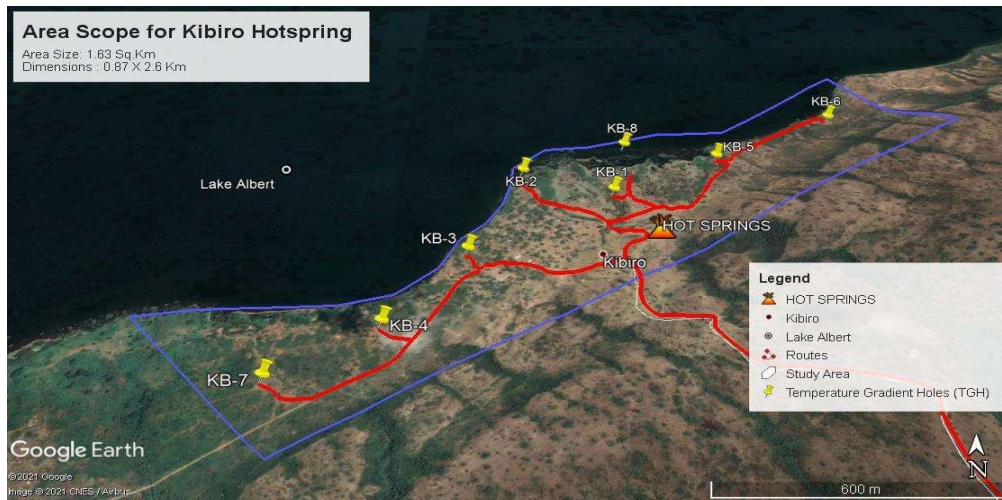 Area Scope for Kibiro Hotspring
Area Size: 1.63 Sq.Km
Dimensions : 0.87 X 2.6 Km
KB-6
KB-8
KB-5
Lake Albert
KB-2
KB-1
HOT SPRINGS
KB-3
Kibiro
KB-4
KB-7
Legend
HOT SPRINGS
Kibiro
Lake Albert
Routes
Study Area
Temperature Gradient Holes (TGH)
Google Earth
©2021 Google
Image © 2021 CNES / Airbus
N
600 m